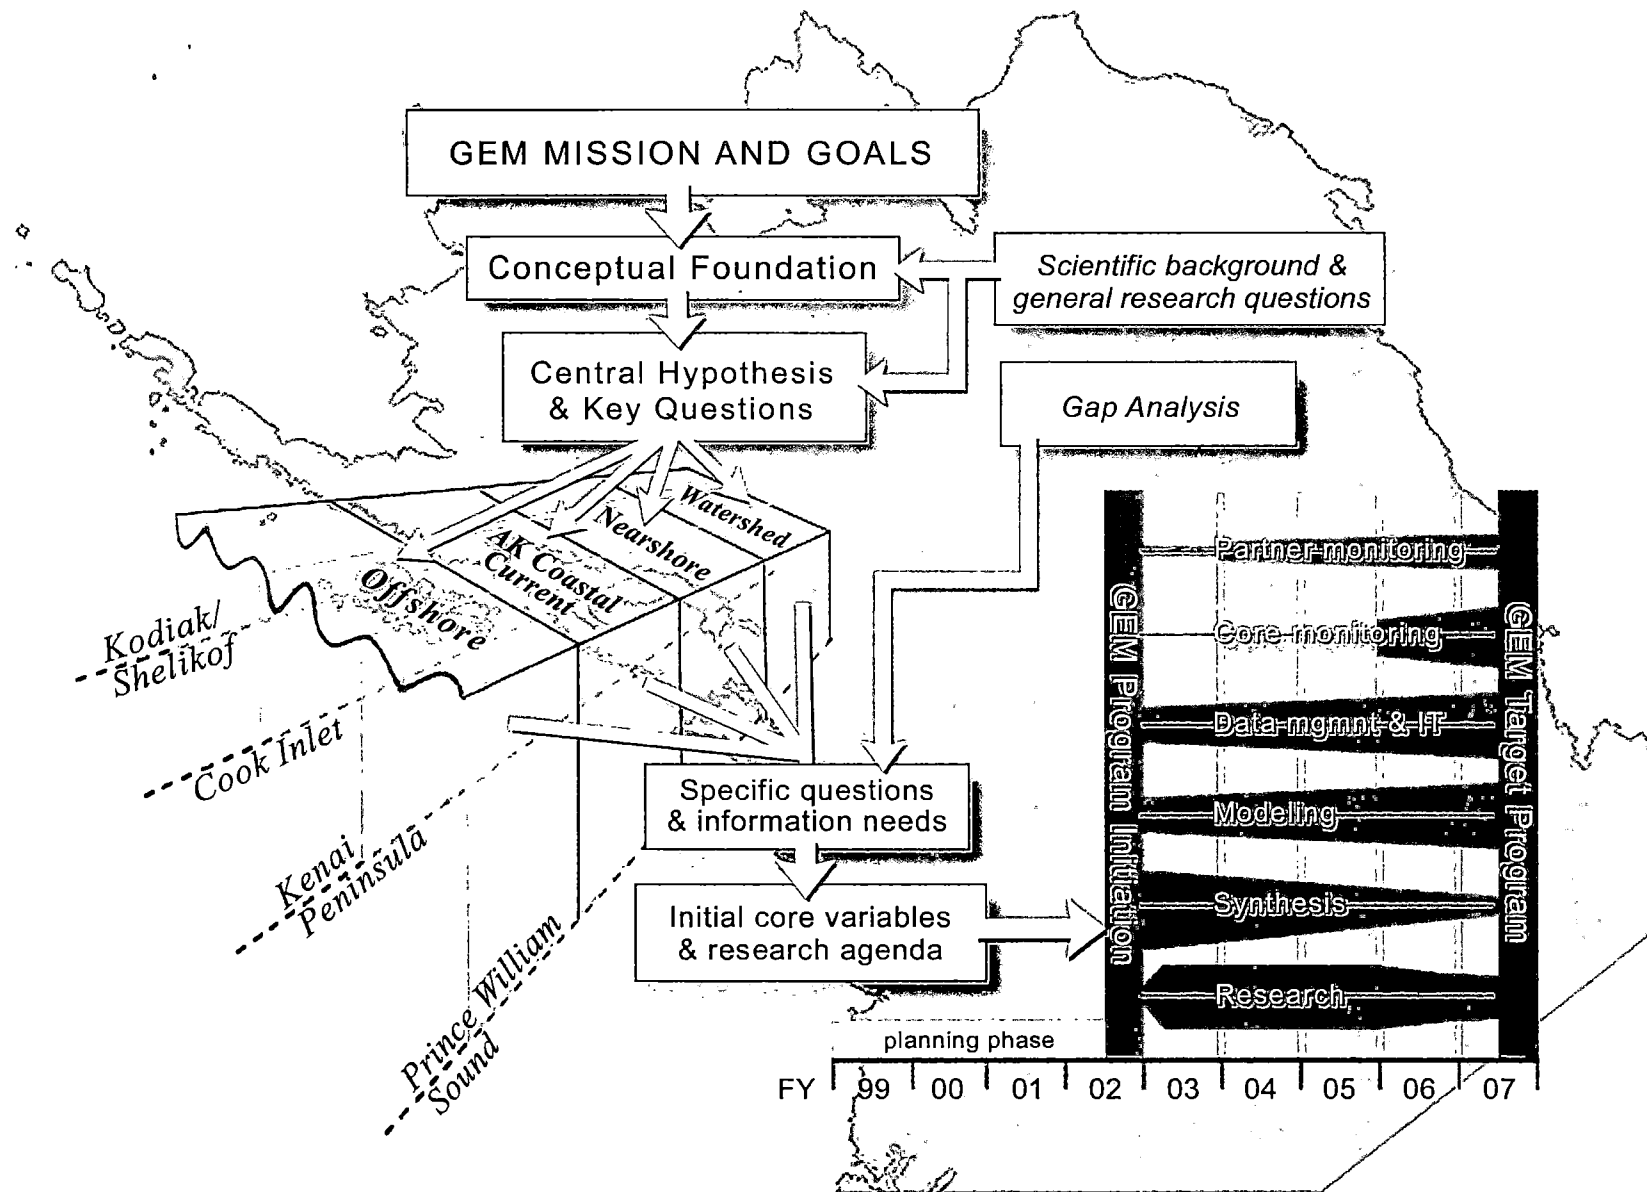 GEM MISSION AND GOALS
Conceptual Foundation
Scientific background &
general research questions
Central Hypothesis
& Key Questions
Gap Analysis
Watershed
Nearshore
AK Coastal
Current
Offshore
Kodiak/
Shelikof
Cook Inlet
Kenai
Peninsula
Prince William
Sound
Specific questions
& information needs
Initial core variables
& research agenda
GEM Program Initiation
Partner monitoring
Core monitoring
Data mgmnt & IT
Modeling
Synthesis
Research
GEM Target Program
planning phase
FY 99 00 01 02 03 04 05 06 07